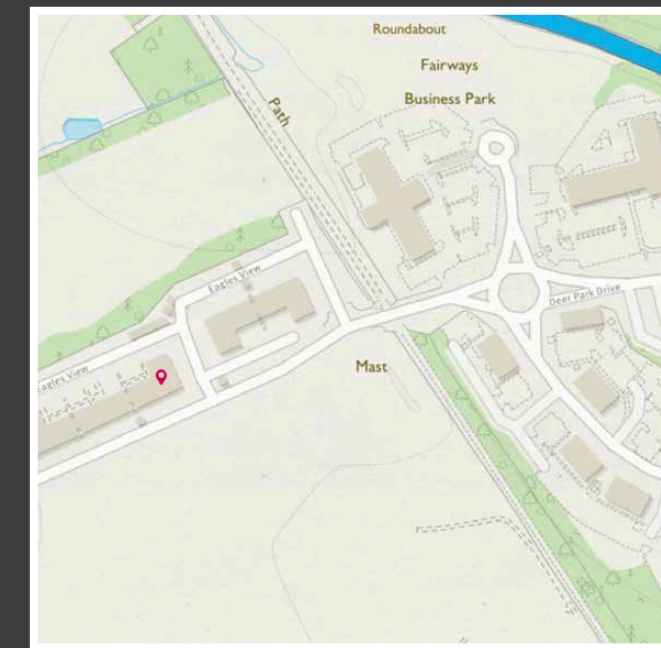 Roundabout
Fairways
Business Park
Path
Eagles View
Deer Park Drive
Mast
Eagles View